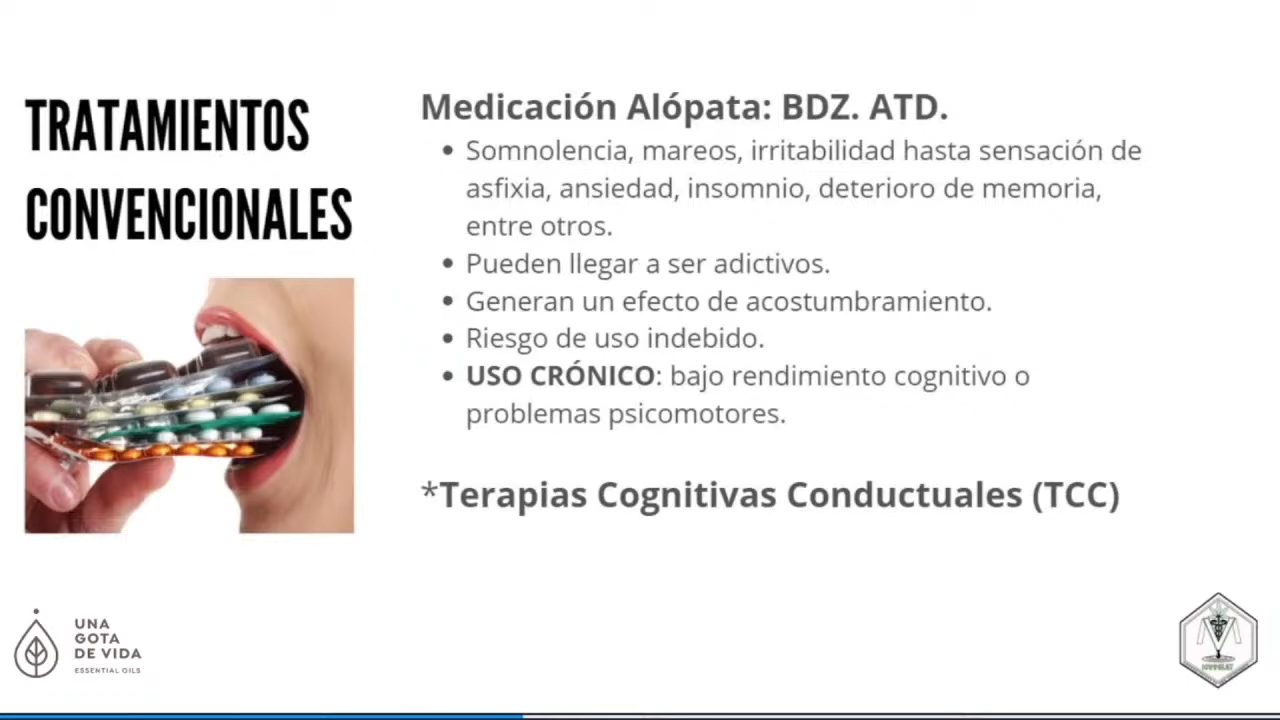 TRATAMIENTOS
CONVENCIONALES
Medicación Alópata: BDZ. ATD.
• Somnolencia, mareos, irritabilidad hasta sensación de
asfixia, ansiedad, insomnio, deterioro de memoria,
entre otros.
• Pueden llegar a ser adictivos.
• Generan un efecto de acostumbramiento.
• Riesgo de uso indebido.
• USO CRÓNICO: bajo rendimiento cognitivo o
problemas psicomotores.
*Terapias Cognitivas Conductuales (TCC)
UNA
GOTA
DE VIDA
ESSENTIAL OILS